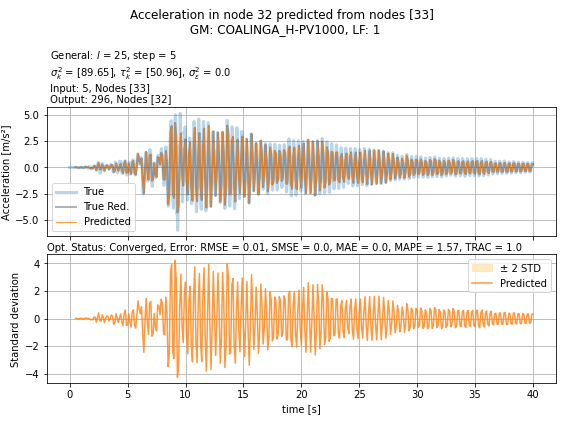 Acceleration in node 32 predicted from nodes [33]
GM: COALINGA_H-PV1000, LF: 1
General: l = 25, step = 5
σ²ₖ = [89.65], τ²ₖ = [50.96], σ²ε = 0.0
Input: 5, Nodes [33]
Output: 296, Nodes [32]
Acceleration [m/s²]
5.0
2.5
0.0
−2.5
−5.0
True
True Red.
Predicted
Opt. Status: Converged, Error: RMSE = 0.01, SMSE = 0.0, MAE = 0.0, MAPE = 1.57, TRAC = 1.0
Standard deviation
4
2
0
−2
−4
± 2 STD
Predicted
0 5 10 15 20 25 30 35 40
time [s]